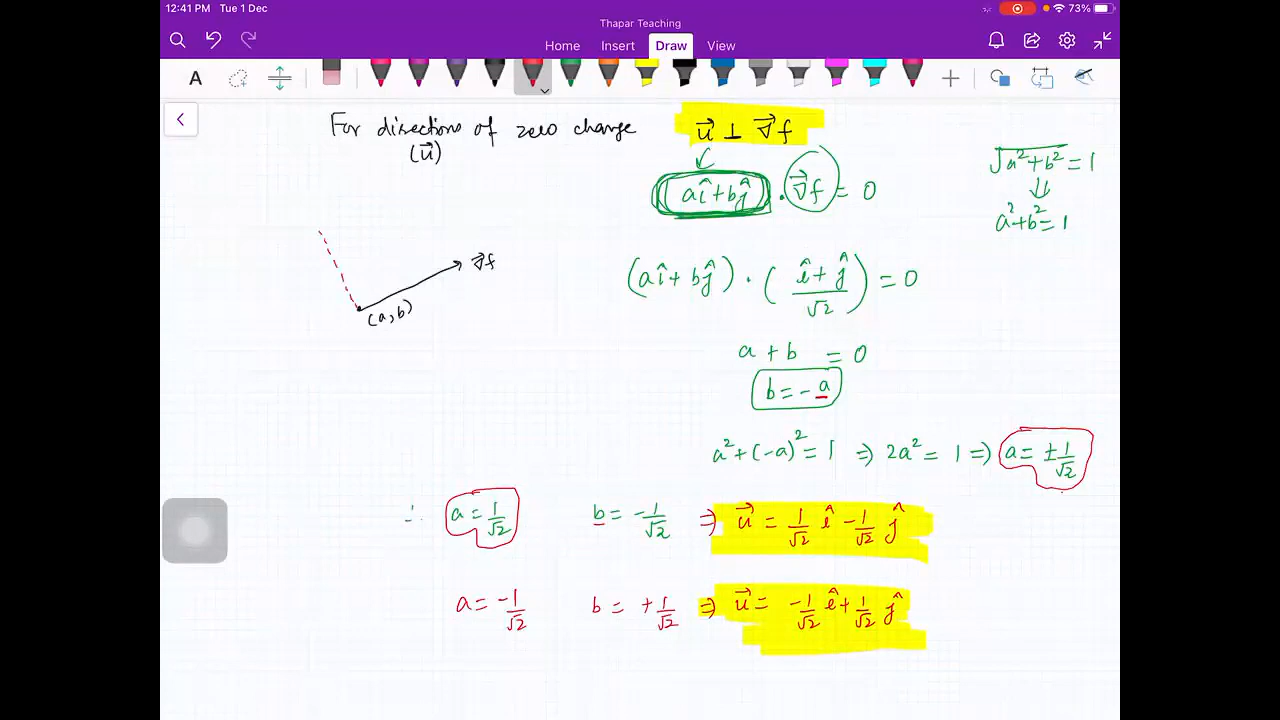 12:41 PM Tue 1 Dec 73%
Thapar Teaching
Home Insert Draw View
A
For directions of zero change u⃗ ⊥ ∇⃗f
(u⃗)
√(a²+b²) = 1
(aî+bĵ) · ∇⃗f = 0
a²+b² = 1
∇⃗f
(a,b)
(aî + bĵ) · ((î+ĵ)/√2) = 0
a + b = 0
b = -a
a² + (-a)² = 1 ⇒ 2a² = 1 ⇒ a = ±1/√2
∴ a = 1/√2 b = -1/√2 ⇒ u⃗ = 1/√2 î - 1/√2 ĵ
a = -1/√2 b = +1/√2 ⇒ u⃗ = -1/√2 î + 1/√2 ĵ